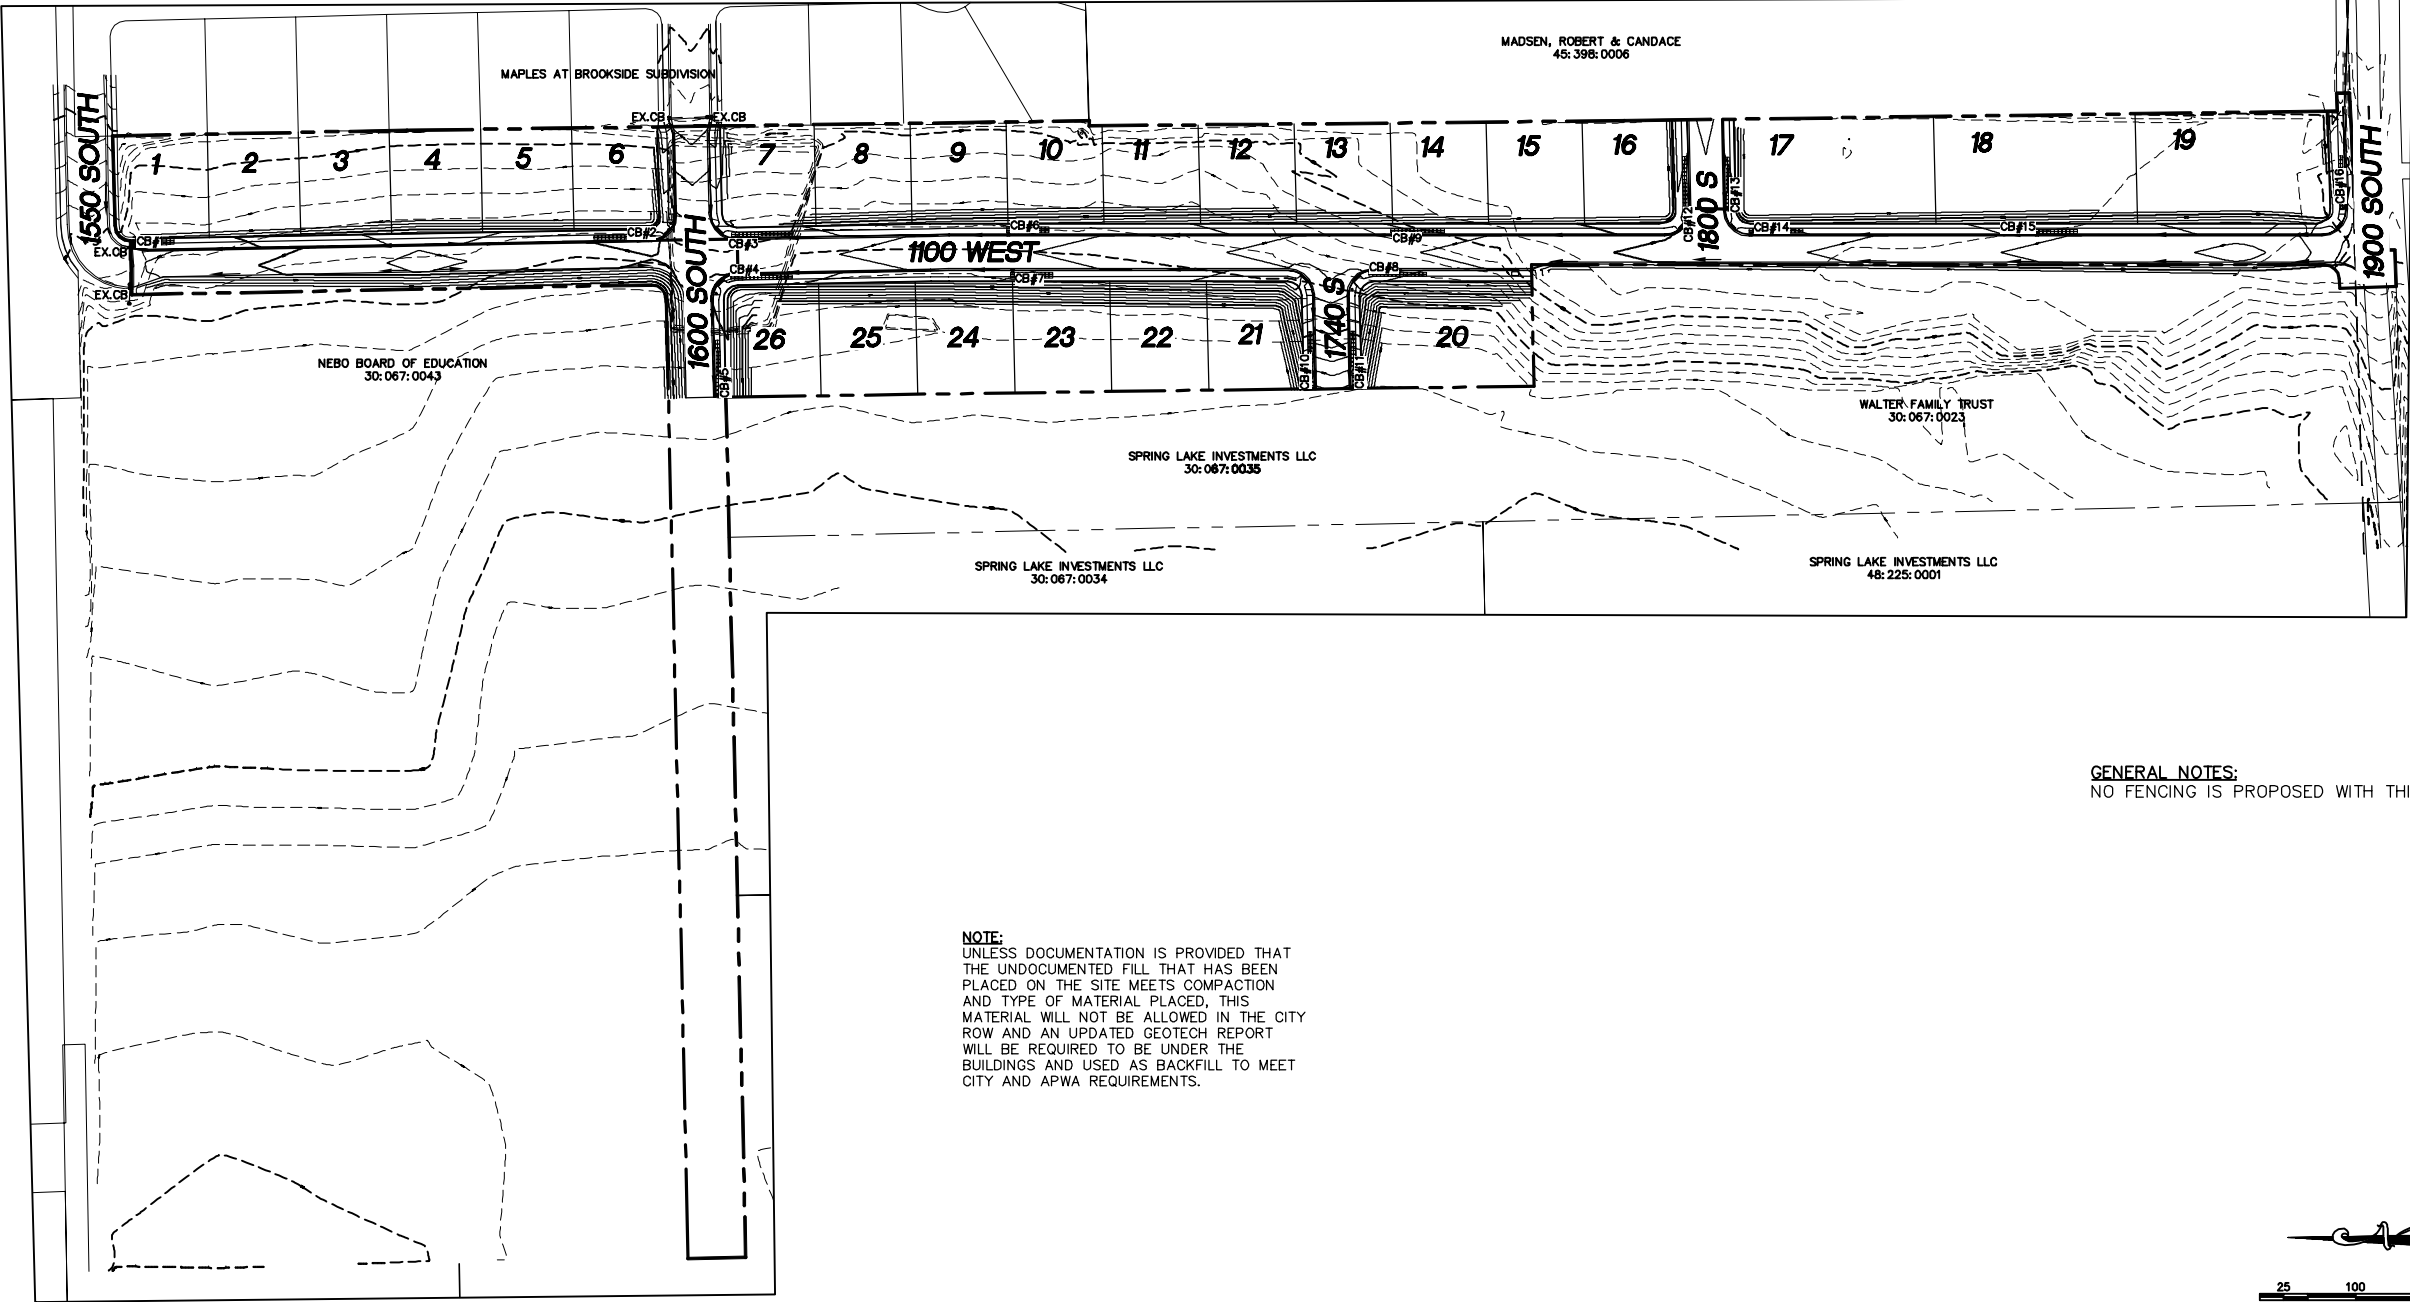 MADSEN, ROBERT & CANDACE
45:398:0006
MAPLES AT BROOKSIDE SUBDIVISION
1550 SOUTH
EX.CB
EX.CB
1
2
3
4
5
6
7
8
9
10
11
12
13
14
15
16
17
18
19
CB#1
CB#2
CB#3
CB#6
CB#9
CB#12
1800 S
CB#13
CB#14
CB#15
CB#16
1900 SOUTH
EX.CB
EX.CB
1600 SOUTH
1100 WEST
CB#4
CB#7
CB#8
CB#5
26
25
24
23
22
21
CB#10
1740 S
CB#11
20
NEBO BOARD OF EDUCATION
30:067:0043
WALTER FAMILY TRUST
30:067:0023
SPRING LAKE INVESTMENTS LLC
30:067:0035
SPRING LAKE INVESTMENTS LLC
30:067:0034
SPRING LAKE INVESTMENTS LLC
48:225:0001
GENERAL NOTES:
NO FENCING IS PROPOSED WITH THI
NOTE:
UNLESS DOCUMENTATION IS PROVIDED THAT
THE UNDOCUMENTED FILL THAT HAS BEEN
PLACED ON THE SITE MEETS COMPACTION
AND TYPE OF MATERIAL PLACED, THIS
MATERIAL WILL NOT BE ALLOWED IN THE CITY
ROW AND AN UPDATED GEOTECH REPORT
WILL BE REQUIRED TO BE UNDER THE
BUILDINGS AND USED AS BACKFILL TO MEET
CITY AND APWA REQUIREMENTS.
25
100